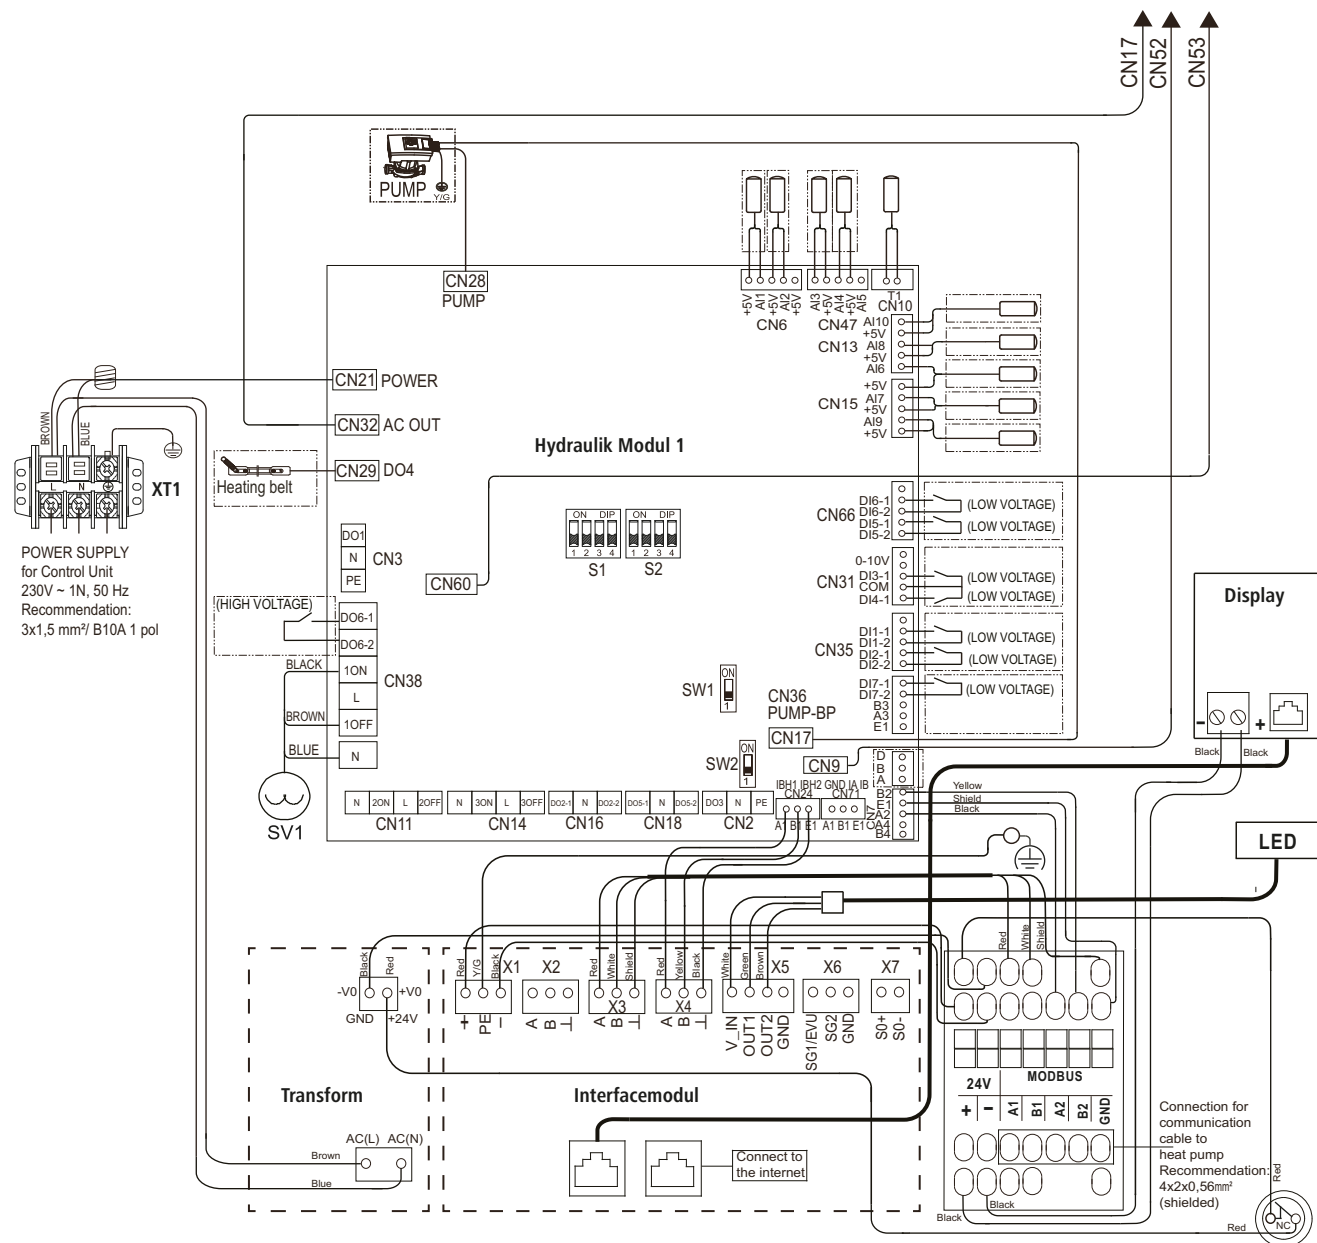 CN17
CN52
CN53
PUMP
Y/G
CN28
PUMP
+5V
AI1
+5V
AI2
+5V
CN6
AI3
+5V
AI4
+5V
AI5
CN47
T1
CN10
AI10
+5V
AI8
+5V
AI6
CN13
+5V
AI7
+5V
AI9
+5V
CN15
CN21 POWER
CN32 AC OUT
CN29 DO4
Heating belt
BROWN
BLUE
L N
XT1
POWER SUPPLY
for Control Unit
230V ~ 1N, 50 Hz
Recommendation:
3x1,5 mm²/ B10A 1 pol
Hydraulik Modul 1
ON DIP
1 2 3 4
S1
ON DIP
1 2 3 4
S2
DO1
N
PE
CN3
CN60
(HIGH VOLTAGE)
DO6-1
DO6-2
1ON
L
1OFF
N
CN38
BLACK
BROWN
BLUE
SV1
CN66
DI6-1
DI6-2
DI5-1
DI5-2
(LOW VOLTAGE)
(LOW VOLTAGE)
0-10V
CN31
DI3-1
COM
DI4-1
(LOW VOLTAGE)
(LOW VOLTAGE)
CN35
DI1-1
DI1-2
DI2-1
DI2-2
(LOW VOLTAGE)
(LOW VOLTAGE)
DI7-1
DI7-2
B3
A3
E1
(LOW VOLTAGE)
SW1
ON
1
SW2
ON
1
CN36
PUMP-BP
CN17
CN9
D
B
A
B2
E1
A2
A4
B4
CN7
Yellow
Shield
Black
N 2ON L 2OFF
CN11
N 3ON L 3OFF
CN14
DO2-1 N DO2-2
CN16
DO5-1 N DO5-2
CN18
DO3 N PE
CN2
IBH1 IBH2 GND IA IB
CN24
CN71
A1 B1 E1
A1 B1 E1
Display
- +
Black
Black
LED
Black
Red
-V0
+V0
GND
+24V
Transform
AC(L) AC(N)
Brown
Blue
Red
Y/G
Black
X1
+
PE
-
X2
A
B
⊥
Red
White
Shield
X3
A
B
⊥
Red
Yellow
Black
X4
A
B
⊥
White
Green
Brown
X5
V_IN
OUT1
OUT2
GND
X6
SG1/EVU
SG2
GND
X7
S0+
S0-
Interfacemodul
Connect to
the internet
Red
White
Shield
24V
MODBUS
+
-
A1
B1
A2
B2
GND
Connection for
communication
cable to
heat pump
Recommendation:
4x2x0,56mm²
(shielded)
Black
Black
Red
Red
NC